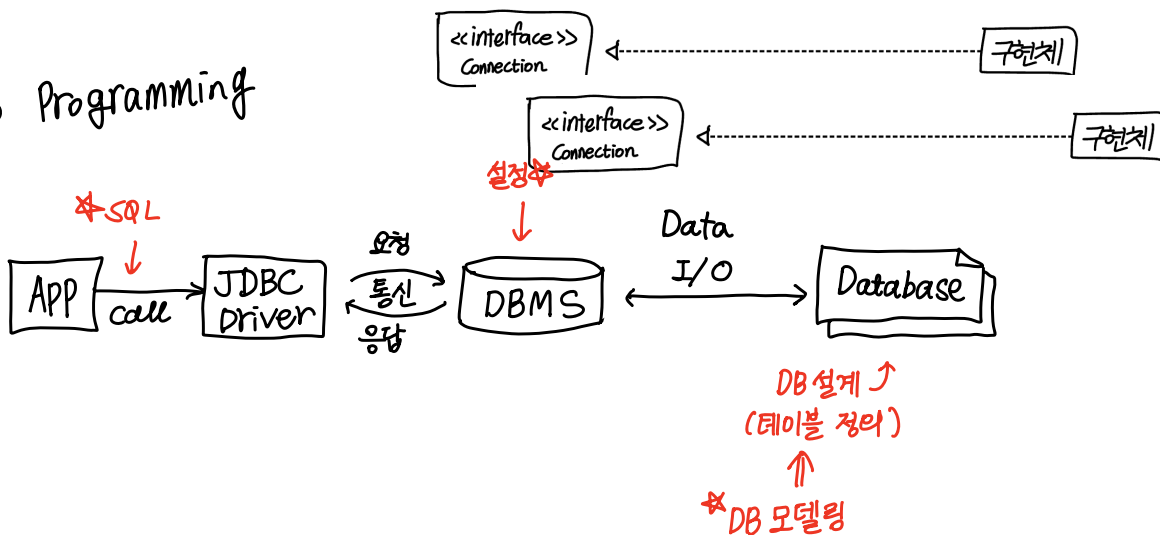 <<interface>>
Connection
구현체
Programming
<<interface>>
Connection
구현체
설정☆
☆SQL
App
call
JDBC
Driver
요청
통신
응답
DBMS
Data
I/O
Database
DB 설계
(테이블 정의)
☆DB 모델링